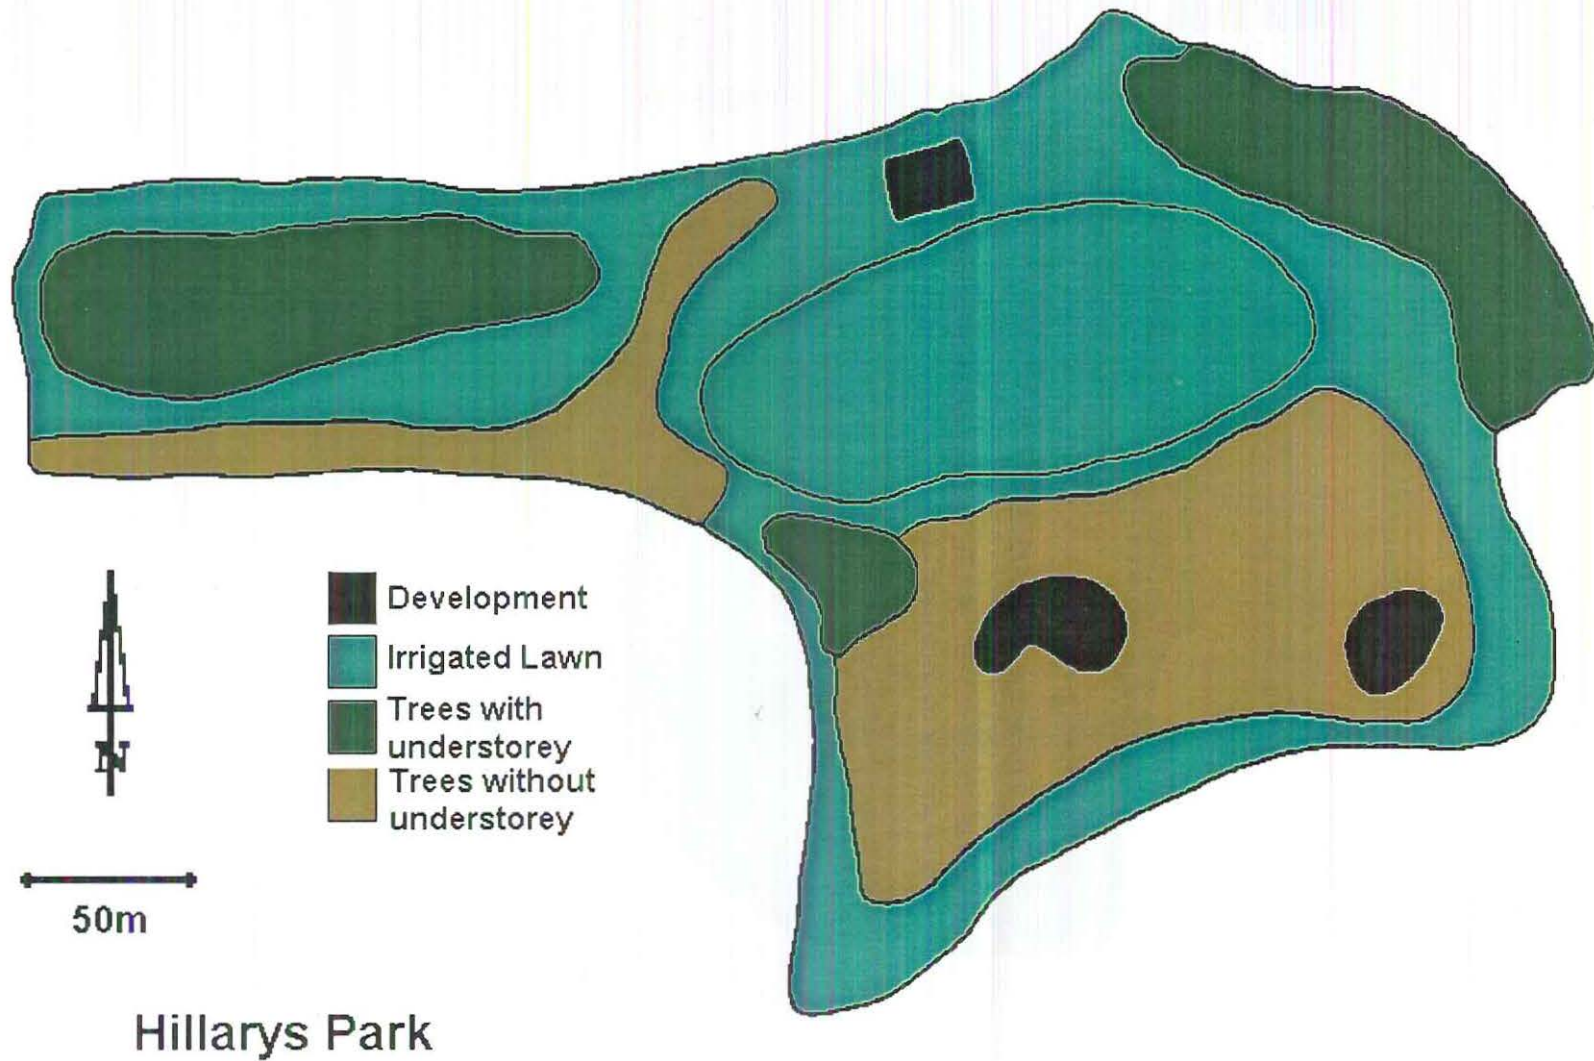 Development
Irrigated Lawn
Trees with
understorey
Trees without
understorey
N
50m
Hillarys Park